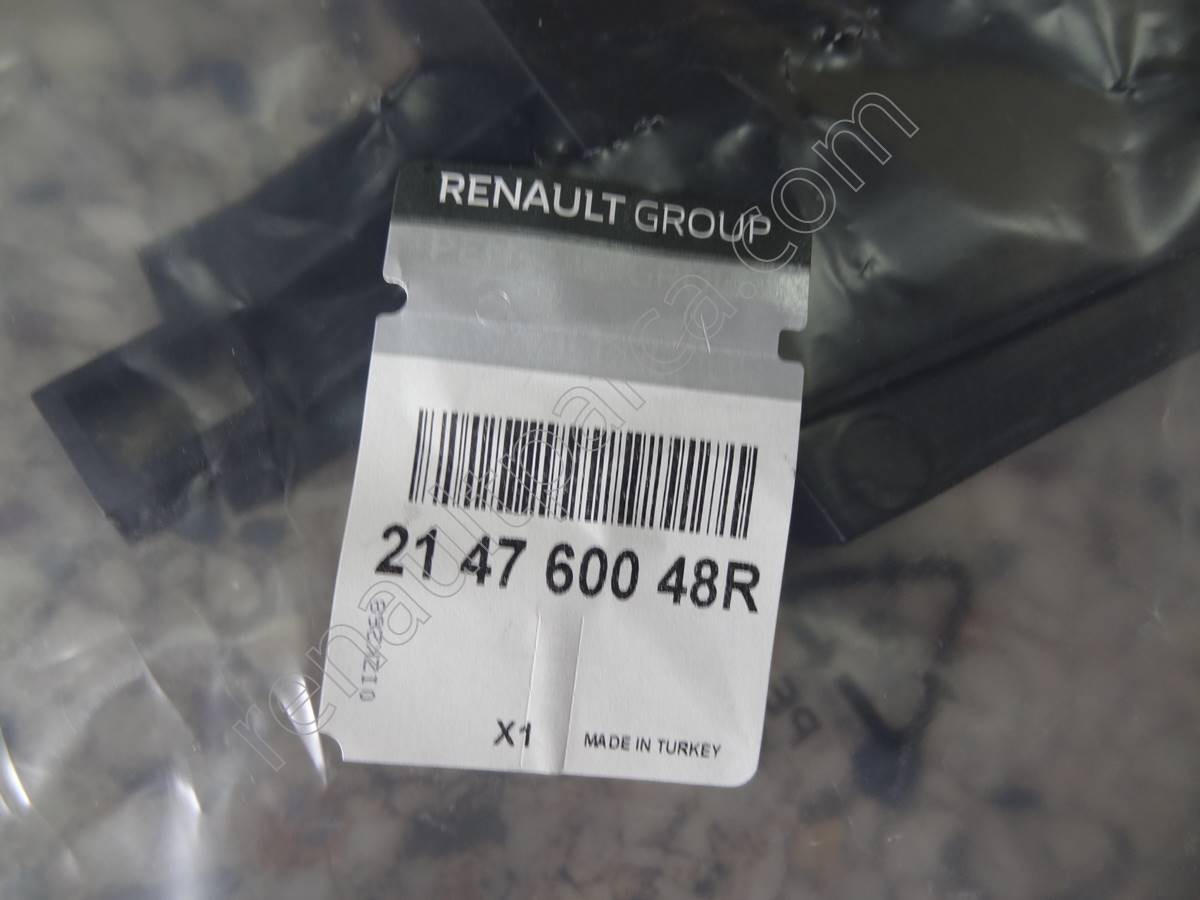 RENAULT GROUP
21 47 600 48R
X1
MADE IN TURKEY
renaultparca.com